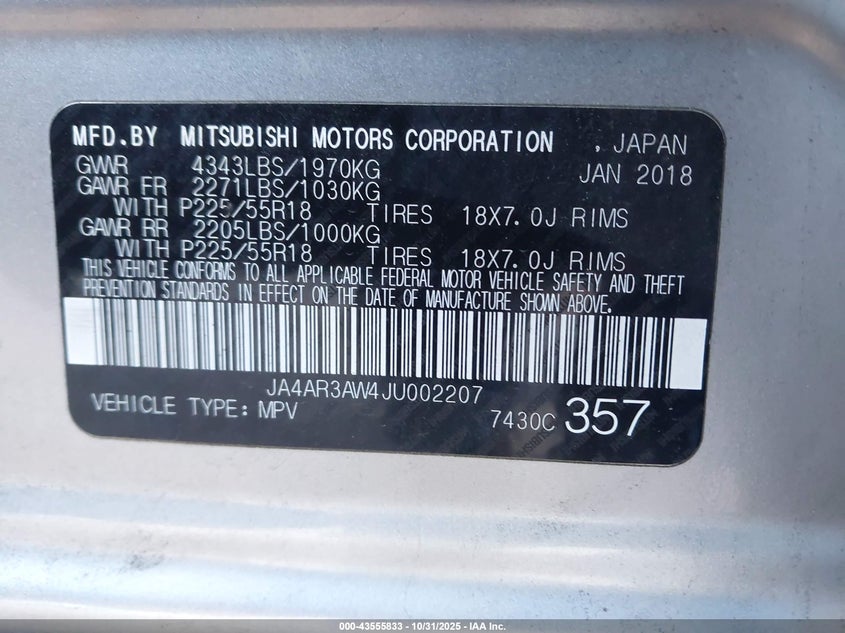 MFD.BY MITSUBISHI MOTORS CORPORATION , JAPAN
GVWR 4343LBS/1970KG JAN 2018
GAWR FR 2271LBS/1030KG
WITH P225/55R18 TIRES 18X7.0J RIMS
GAWR RR 2205LBS/1000KG
WITH P225/55R18 TIRES 18X7.0J RIMS
THIS VEHICLE CONFORMS TO ALL APPLICABLE FEDERAL MOTOR VEHICLE SAFETY AND THEFT
PREVENTION STANDARDS IN EFFECT ON THE DATE OF MANUFACTURE SHOWN ABOVE.
JA4AR3AW4JU002207
VEHICLE TYPE: MPV 7430C 357
000-43555833 - 10/31/2025 - IAA Inc.